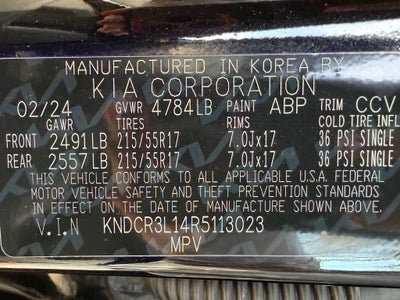 MANUFACTURED IN KOREA BY
KIA CORPORATION
02/24 GVWR 4784LB PAINT ABP TRIM CCV
GAWR TIRES RIMS COLD TIRE INFL
FRONT 2491LB 215/55R17 7.0Jx17 36 PSI SINGLE
REAR 2557LB 215/55R17 7.0Jx17 36 PSI SINGLE
THIS VEHICLE CONFORMS TO ALL APPLICABLE U.S.A. FEDERAL
MOTOR VEHICLE SAFETY AND THEFT PREVENTION STANDARDS
IN EFFECT ON THE DATE OF MANUFACTURE SHOWN ABOVE.
V.I.N KNDCR3L14R5113023
MPV